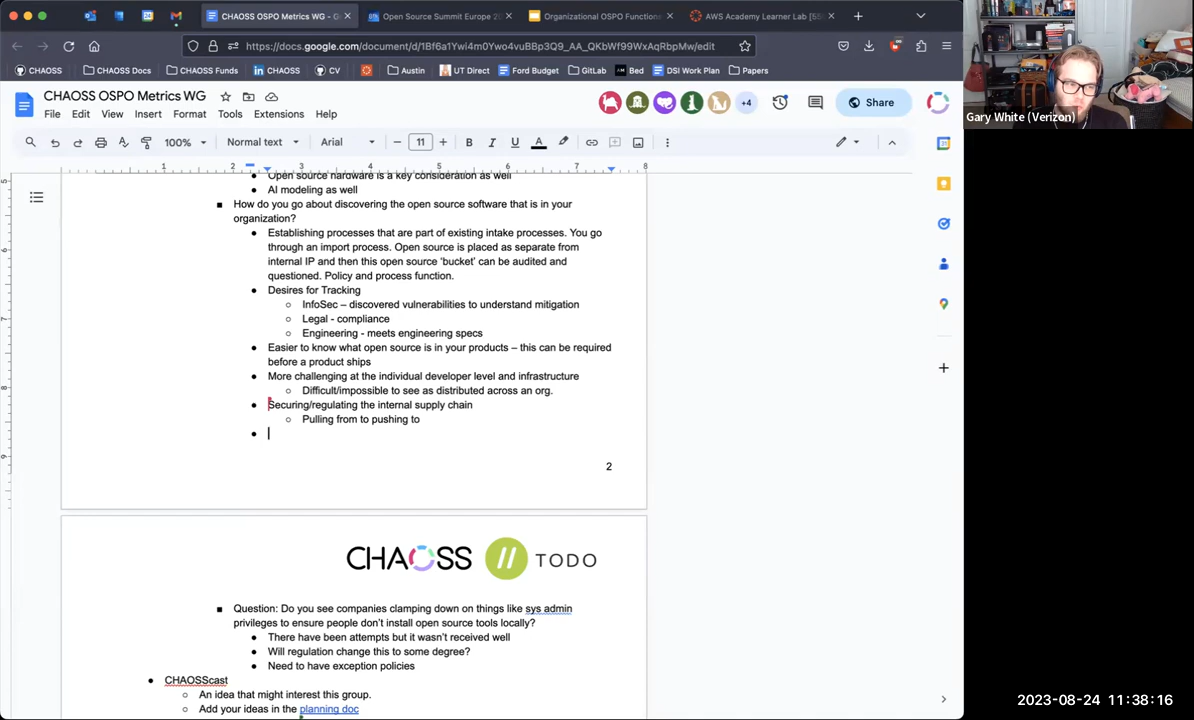 CHAOSS OSPO Metrics WG - G
Open Source Summit Europe 2
Organizational OSPO Function
AWS Academy Learner Lab [55
https://docs.google.com/document/d/1Bf6a1Ywi4m0Ywo4vuBBp3Q9_AA_QKbWf99WxAqRbpMw/edit
CHAOSS
CHAOSS Docs
CHAOSS Funds
CHAOSS
CV
Austin
UT Direct
Ford Budget
GitLab
Bed
DSI Work Plan
Papers
CHAOSS OSPO Metrics WG
File Edit View Insert Format Tools Extensions Help
+4
Share
Gary White (Verizon)
100%
Normal text
Arial
11
B I U A
1 2 3 4 5 6 7 8
Open source hardware is a key consideration as well
AI modeling as well
How do you go about discovering the open source software that is in your
organization?
Establishing processes that are part of existing intake processes. You go
through an import process. Open source is placed as separate from
internal IP and then this open source 'bucket' can be audited and
questioned. Policy and process function.
Desires for Tracking
InfoSec – discovered vulnerabilities to understand mitigation
Legal - compliance
Engineering - meets engineering specs
Easier to know what open source is in your products – this can be required
before a product ships
More challenging at the individual developer level and infrastructure
Difficult/impossible to see as distributed across an org.
Securing/regulating the internal supply chain
Pulling from to pushing to
2
CHAOSS // TODO
Question: Do you see companies clamping down on things like sys admin
privileges to ensure people don't install open source tools locally?
There have been attempts but it wasn't received well
Will regulation change this to some degree?
Need to have exception policies
CHAOSScast
An idea that might interest this group.
Add your ideas in the planning doc
2023-08-24 11:38:16